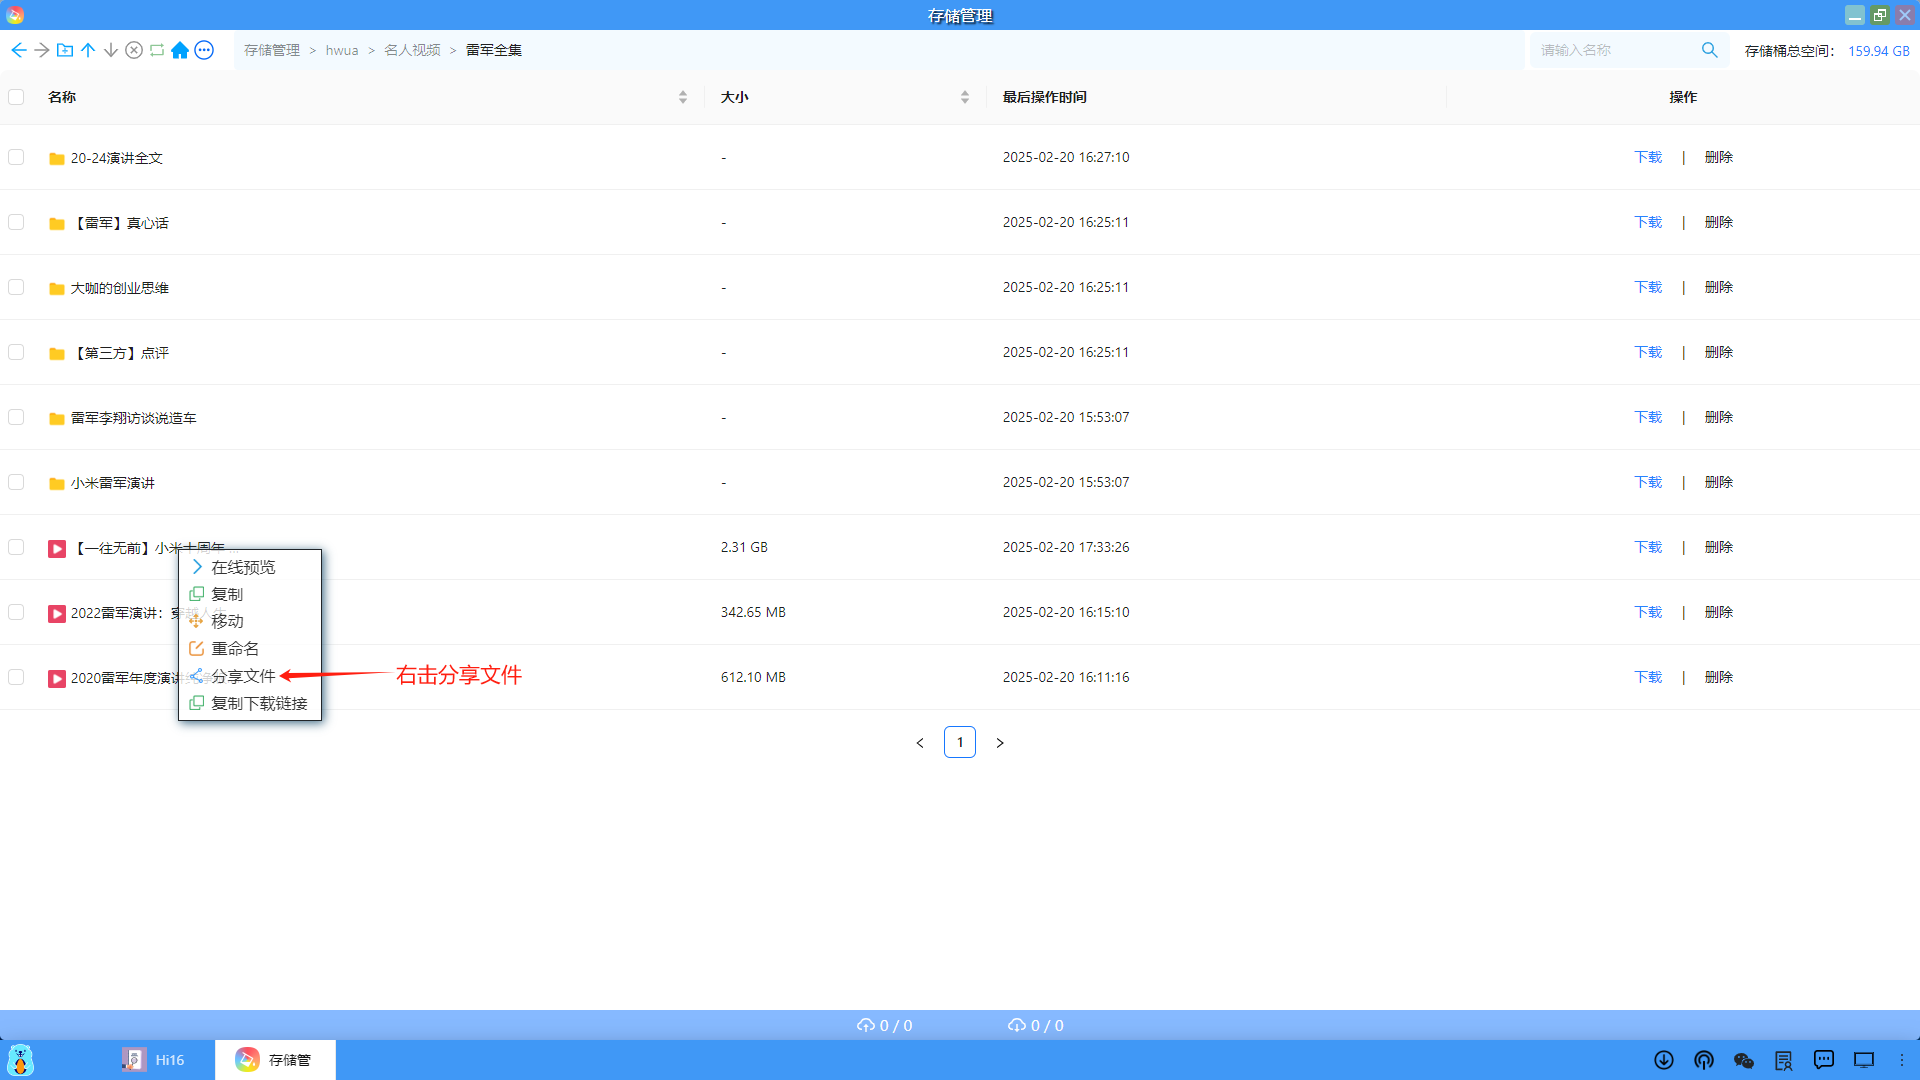 存储管理
存储管理 > hwua > 名人视频 > 雷军全集
请输入名称
存储桶总空间： 159.94 GB
名称 大小 最后操作时间 操作
20-24演讲全文 - 2025-02-20 16:27:10 下载 | 删除
【雷军】真心话 - 2025-02-20 16:25:11 下载 | 删除
大咖的创业思维 - 2025-02-20 16:25:11 下载 | 删除
【第三方】点评 - 2025-02-20 16:25:11 下载 | 删除
雷军李翔访谈说造车 - 2025-02-20 15:53:07 下载 | 删除
小米雷军演讲 - 2025-02-20 15:53:07 下载 | 删除
【一往无前】小米十周年 ... 2.31 GB 2025-02-20 17:33:26 下载 | 删除
2022雷军演讲：穿越人生 342.65 MB 2025-02-20 16:15:10 下载 | 删除
2020雷军年度演讲 612.10 MB 2025-02-20 16:11:16 下载 | 删除
在线预览
复制
移动
重命名
分享文件
复制下载链接
右击分享文件
< 1 >
0 / 0 0 / 0
Hi16 存储管